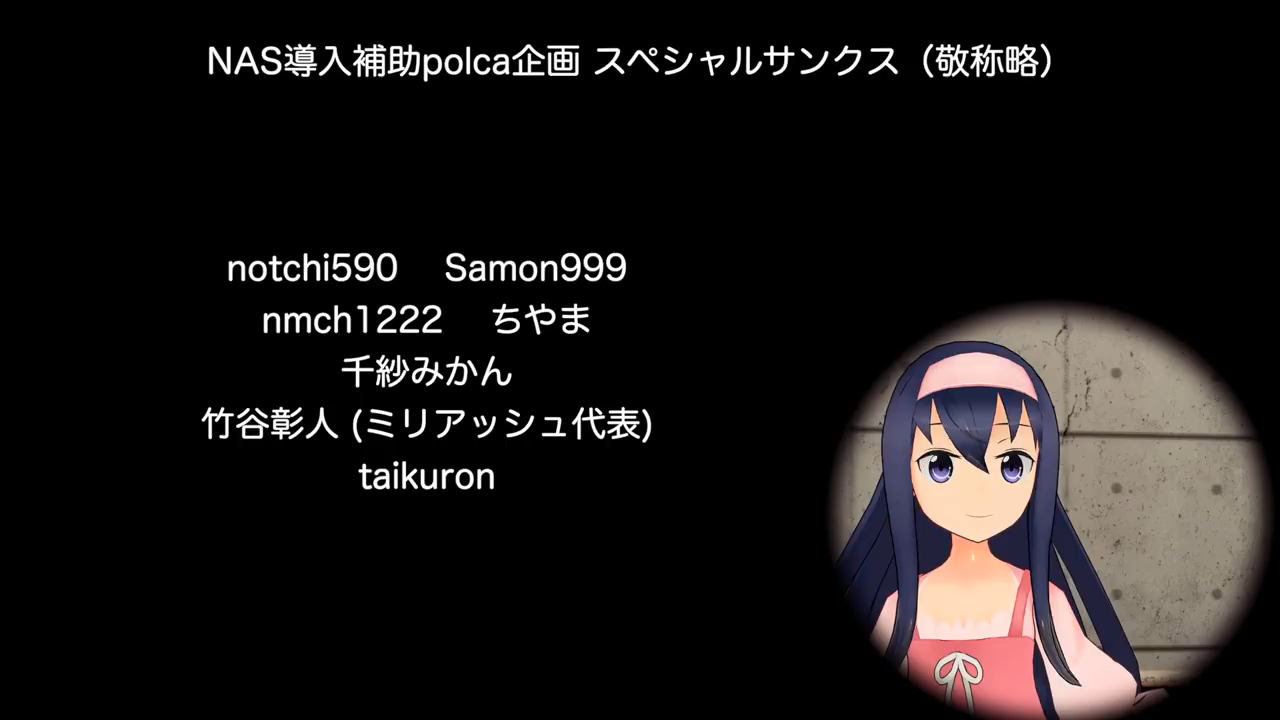 NAS導入補助polca企画 スペシャルサンクス（敬称略）
notchi590 Samon999
nmch1222 ちやま
千紗みかん
竹谷彰人 (ミリアッシュ代表)
taikuron